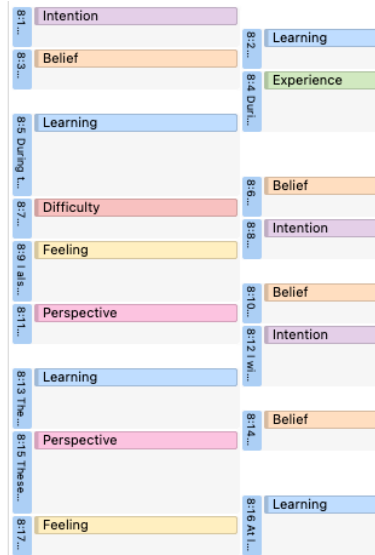 8:1... Intention
8:2... Learning
8:3... Belief
8:4 Duri... Experience
8:5 During t... Learning
8:6... Belief
8:7... Difficulty
8:8... Intention
8:9 I als... Feeling
8:10... Belief
8:11... Perspective
8:12 I wi... Intention
8:13 The... Learning
8:14... Belief
8:15 These... Perspective
8:16 At l... Learning
8:17... Feeling